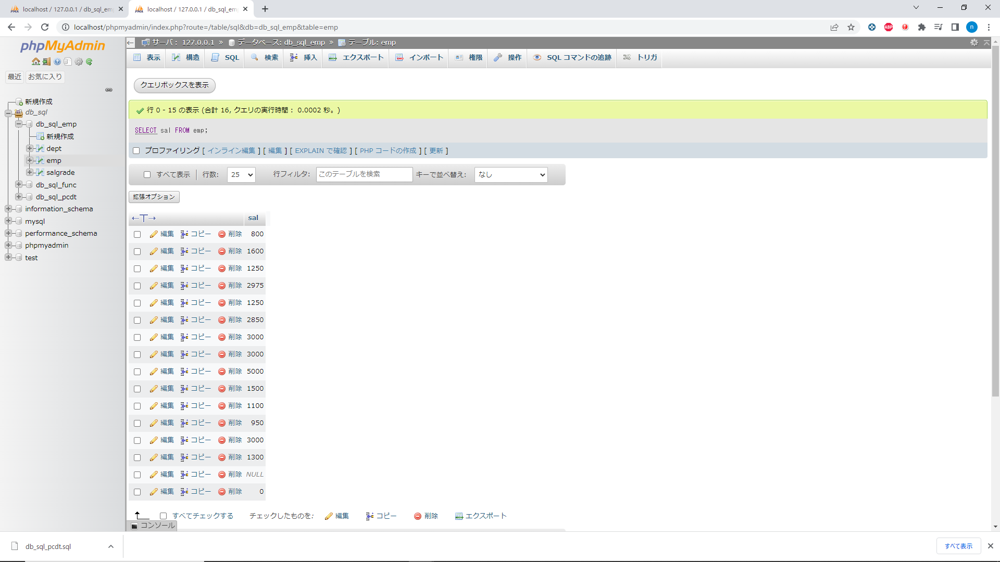 localhost / 127.0.0.1 / db_sql_em
localhost / 127.0.0.1 / db_sql_em
localhost/phpmyadmin/index.php?route=/table/sql&db=db_sql_emp&table=emp
ABP
n
phpMyAdmin
最近 お気に入り
新規作成
db_sql
db_sql_emp
新規作成
dept
emp
salgrade
db_sql_func
db_sql_pcdt
information_schema
mysql
performance_schema
phpmyadmin
test
サーバ： 127.0.0.1 » データベース: db_sql_emp » テーブル: emp
表示 構造 SQL 検索 挿入 エクスポート インポート 権限 操作 SQL コマンドの追跡 トリガ
クエリボックスを表示
行 0 - 15 の表示 (合計 16, クエリの実行時間： 0.0002 秒。)
SELECT sal FROM emp;
プロファイリング [ インライン編集 ] [ 編集 ] [ EXPLAIN で確認 ] [ PHP コードの作成 ] [ 更新 ]
すべて表示 行数: 25 行フィルタ: このテーブルを検索 キーで並べ替え: なし
拡張オプション
←T→ sal
編集 コピー 削除 800
編集 コピー 削除 1600
編集 コピー 削除 1250
編集 コピー 削除 2975
編集 コピー 削除 1250
編集 コピー 削除 2850
編集 コピー 削除 3000
編集 コピー 削除 3000
編集 コピー 削除 5000
編集 コピー 削除 1500
編集 コピー 削除 1100
編集 コピー 削除 950
編集 コピー 削除 3000
編集 コピー 削除 1300
編集 コピー 削除 NULL
編集 コピー 削除 0
すべてチェックする チェックしたものを: 編集 コピー 削除 エクスポート
コンソール
db_sql_pcdt.sql
すべて表示